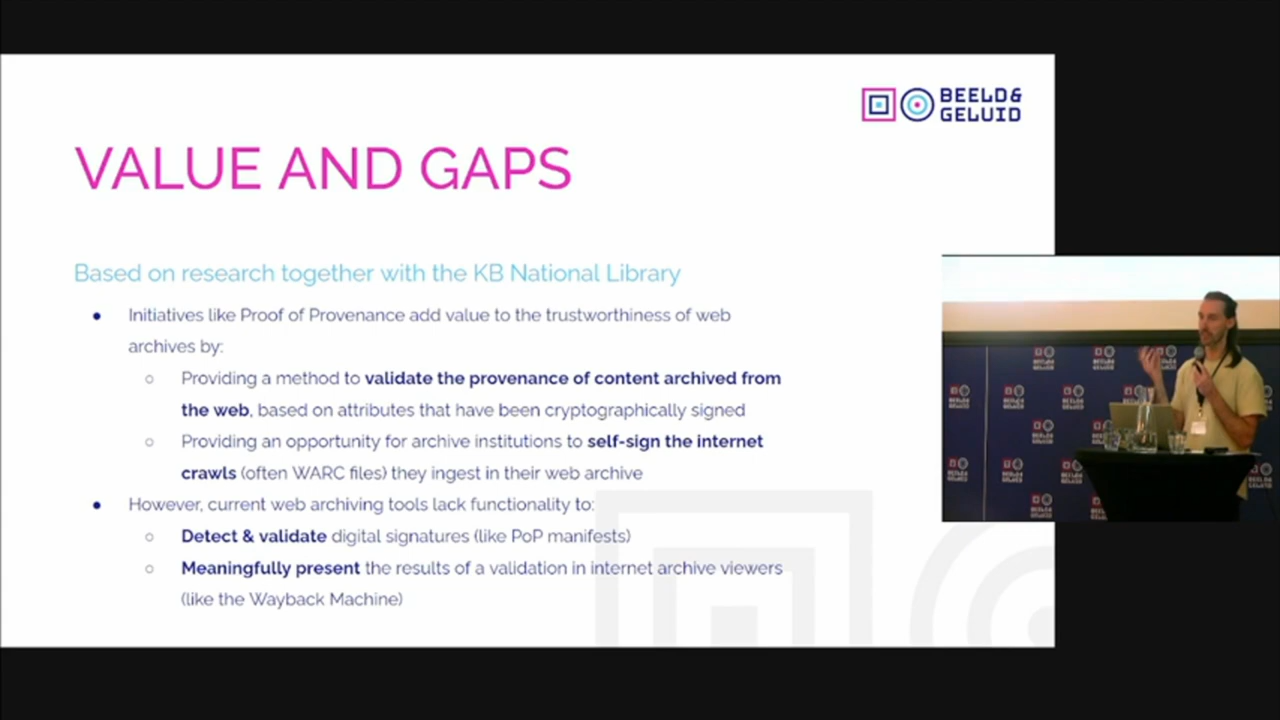 BEELD&
GELUID
VALUE AND GAPS
Based on research together with the KB National Library
● Initiatives like Proof of Provenance add value to the trustworthiness of web
archives by:
○ Providing a method to validate the provenance of content archived from
the web, based on attributes that have been cryptographically signed
○ Providing an opportunity for archive institutions to self-sign the internet
crawls (often WARC files) they ingest in their web archive
● However, current web archiving tools lack functionality to:
○ Detect & validate digital signatures (like PoP manifests)
○ Meaningfully present the results of a validation in internet archive viewers
(like the Wayback Machine)